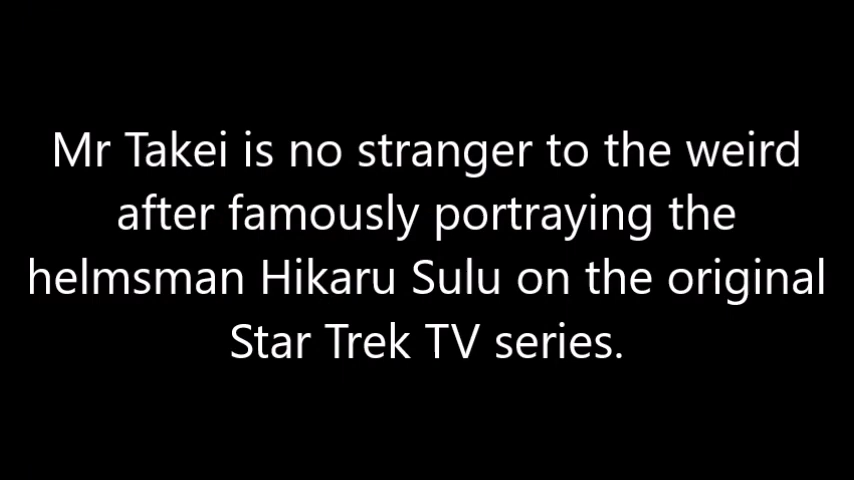 Mr Takei is no stranger to the weird
after famously portraying the
helmsman Hikaru Sulu on the original
Star Trek TV series.